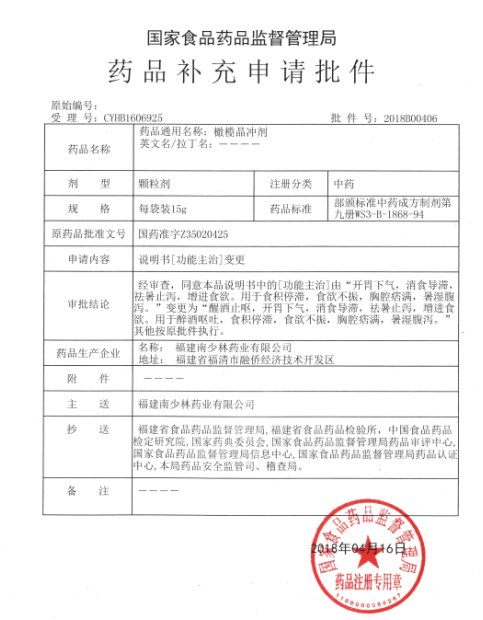 国家食品药品监督管理局
药品补充申请批件
原始编号:
受 理 号: CYHB1606925 批 件 号: 2018B00406
药品名称 药品通用名称: 橄榄晶冲剂
英文名/拉丁名: ————
剂 型 颗粒剂 注册分类 中药
规 格 每袋装15g 药品标准 部颁标准中药成方制剂第
九册WS3-B-1868-94
原药品批准文号 国药准字Z35020425
申请内容 说明书[功能主治]变更
审批结论 经审查, 同意本品说明书中的[功能主治]由“开胃下气, 消食导滞,
祛暑止泻, 增进食欲。用于食积停滞, 食欲不振, 胸腔痞满, 暑湿腹
泻。”变更为“醒酒止呕, 开胃下气, 消食导滞, 祛暑止泻, 增进食
欲。用于醉酒呕吐, 食积停滞, 食欲不振, 胸腔痞满, 暑湿腹泻。”
其他按原批件执行。
药品生产企业 名称: 福建南少林药业有限公司
地址: 福建省福清市融侨经济技术开发区
附 件 ————
主 送 福建南少林药业有限公司
抄 送 福建省食品药品监督管理局, 福建省食品药品检验所, 中国食品药品
检定研究院, 国家药典委员会, 国家食品药品监督管理局药品审评中心,
国家食品药品监督管理局信息中心, 国家食品药品监督管理局药品认证
中心, 本局药品安全监管司、稽查局。
备 注 ————
国家食品药品监督管理局
2018年04月16日
药品注册专用章